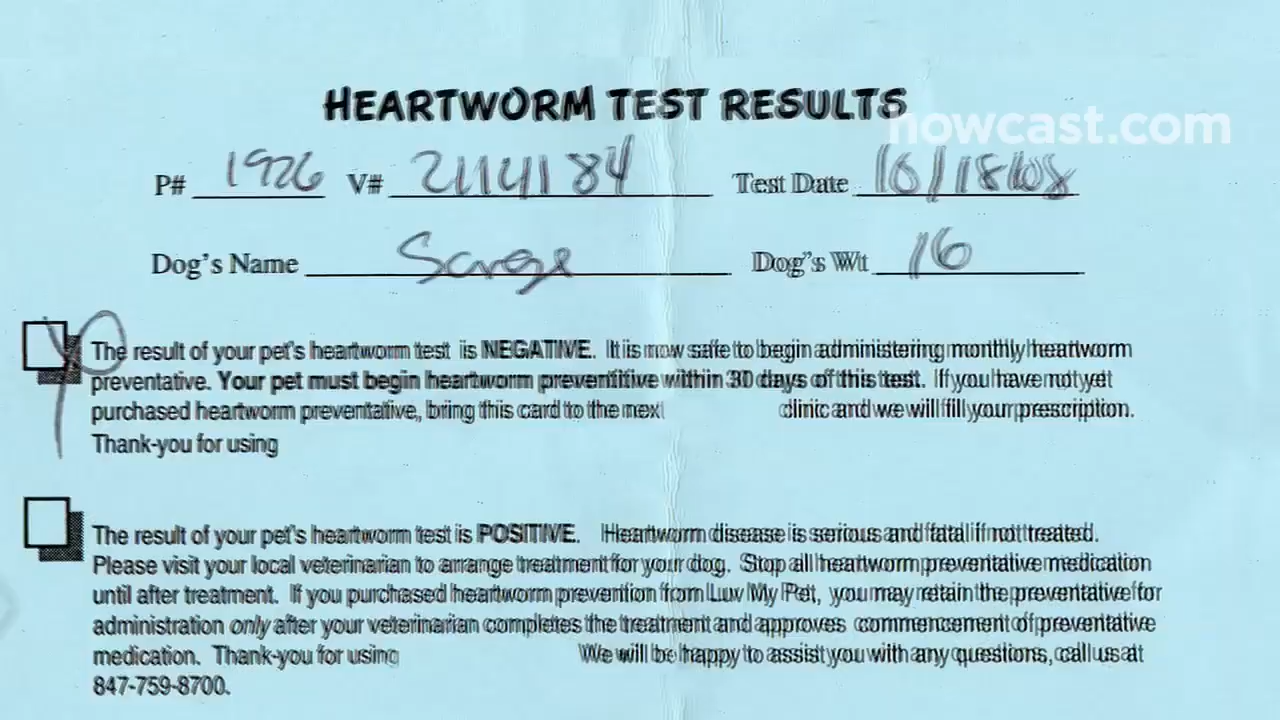 HEARTWORM TEST RESULTS
howcast.com
P# 1926 V# 2114184 Test Date 10/18/08
Dog's Name Sarge Dog's Wt 16
The result of your pet's heartworm test is NEGATIVE. It is now safe to begin administering monthly heartworm
preventative. Your pet must begin heartworm preventitive within 30 days of this test. If you have not yet
purchased heartworm preventative, bring this card to the next clinic and we will fill your prescription.
Thank-you for using
The result of your pet's heartworm test is POSITIVE. Heartworm disease is serious and fatal if not treated.
Please visit your local veterinarian to arrange treatment for your dog. Stop all heartworm preventative medication
until after treatment. If you purchased heartworm prevention from Luv My Pet, you may retain the preventative for
administration only after your veterinarian completes the treatment and approves commencement of preventative
medication. Thank-you for using We will be happy to assist you with any questions, call us at
847-759-8700.